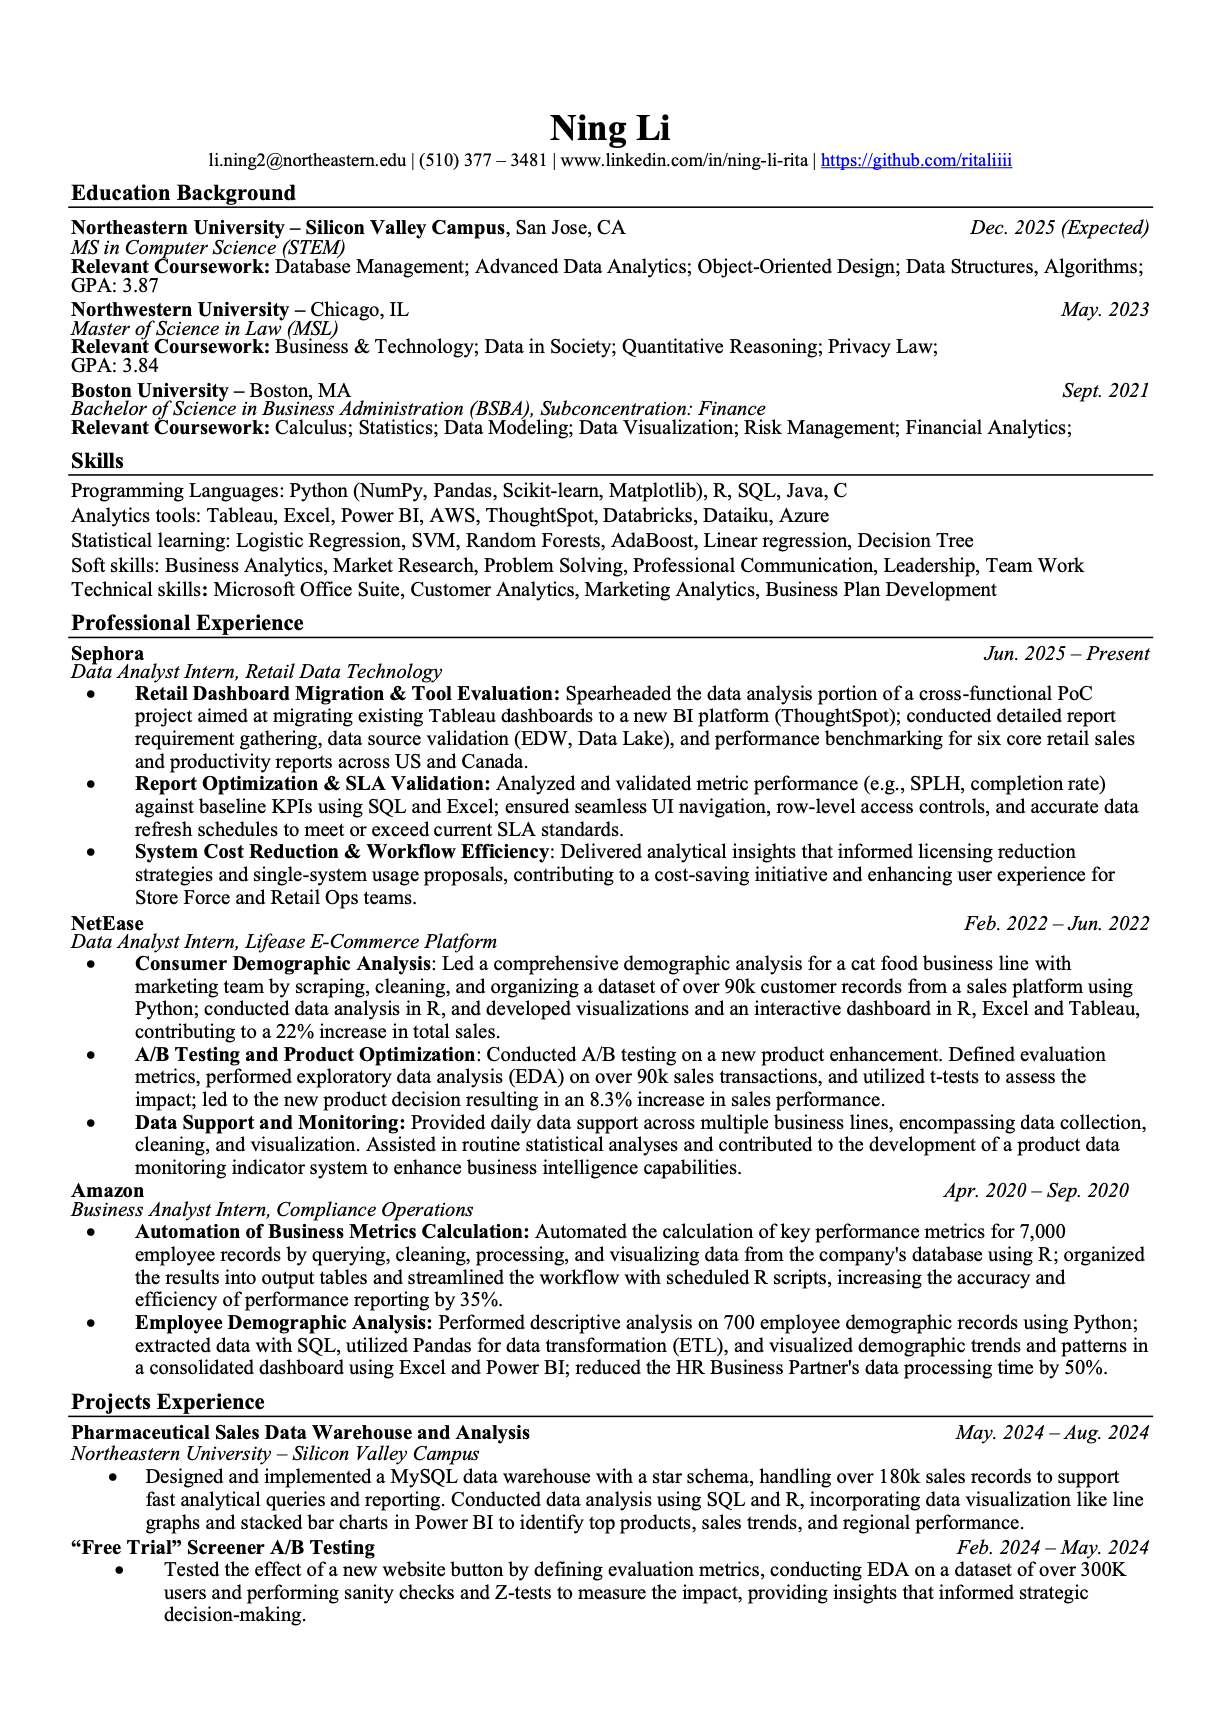 Ning Li
li.ning2@northeastern.edu | (510) 377 – 3481 | www.linkedin.com/in/ning-li-rita | https://github.com/ritaliiii
Education Background
Northeastern University – Silicon Valley Campus, San Jose, CA Dec. 2025 (Expected)
MS in Computer Science (STEM)
Relevant Coursework: Database Management; Advanced Data Analytics; Object-Oriented Design; Data Structures, Algorithms;
GPA: 3.87
Northwestern University – Chicago, IL May. 2023
Master of Science in Law (MSL)
Relevant Coursework: Business & Technology; Data in Society; Quantitative Reasoning; Privacy Law;
GPA: 3.84
Boston University – Boston, MA Sept. 2021
Bachelor of Science in Business Administration (BSBA), Subconcentration: Finance
Relevant Coursework: Calculus; Statistics; Data Modeling; Data Visualization; Risk Management; Financial Analytics;
Skills
Programming Languages: Python (NumPy, Pandas, Scikit-learn, Matplotlib), R, SQL, Java, C
Analytics tools: Tableau, Excel, Power BI, AWS, ThoughtSpot, Databricks, Dataiku, Azure
Statistical learning: Logistic Regression, SVM, Random Forests, AdaBoost, Linear regression, Decision Tree
Soft skills: Business Analytics, Market Research, Problem Solving, Professional Communication, Leadership, Team Work
Technical skills: Microsoft Office Suite, Customer Analytics, Marketing Analytics, Business Plan Development
Professional Experience
Sephora Jun. 2025 – Present
Data Analyst Intern, Retail Data Technology
• Retail Dashboard Migration & Tool Evaluation: Spearheaded the data analysis portion of a cross-functional PoC
project aimed at migrating existing Tableau dashboards to a new BI platform (ThoughtSpot); conducted detailed report
requirement gathering, data source validation (EDW, Data Lake), and performance benchmarking for six core retail sales
and productivity reports across US and Canada.
• Report Optimization & SLA Validation: Analyzed and validated metric performance (e.g., SPLH, completion rate)
against baseline KPIs using SQL and Excel; ensured seamless UI navigation, row-level access controls, and accurate data
refresh schedules to meet or exceed current SLA standards.
• System Cost Reduction & Workflow Efficiency: Delivered analytical insights that informed licensing reduction
strategies and single-system usage proposals, contributing to a cost-saving initiative and enhancing user experience for
Store Force and Retail Ops teams.
NetEase Feb. 2022 – Jun. 2022
Data Analyst Intern, Lifease E-Commerce Platform
• Consumer Demographic Analysis: Led a comprehensive demographic analysis for a cat food business line with
marketing team by scraping, cleaning, and organizing a dataset of over 90k customer records from a sales platform using
Python; conducted data analysis in R, and developed visualizations and an interactive dashboard in R, Excel and Tableau,
contributing to a 22% increase in total sales.
• A/B Testing and Product Optimization: Conducted A/B testing on a new product enhancement. Defined evaluation
metrics, performed exploratory data analysis (EDA) on over 90k sales transactions, and utilized t-tests to assess the
impact; led to the new product decision resulting in an 8.3% increase in sales performance.
• Data Support and Monitoring: Provided daily data support across multiple business lines, encompassing data collection,
cleaning, and visualization. Assisted in routine statistical analyses and contributed to the development of a product data
monitoring indicator system to enhance business intelligence capabilities.
Amazon Apr. 2020 – Sep. 2020
Business Analyst Intern, Compliance Operations
• Automation of Business Metrics Calculation: Automated the calculation of key performance metrics for 7,000
employee records by querying, cleaning, processing, and visualizing data from the company's database using R; organized
the results into output tables and streamlined the workflow with scheduled R scripts, increasing the accuracy and
efficiency of performance reporting by 35%.
• Employee Demographic Analysis: Performed descriptive analysis on 700 employee demographic records using Python;
extracted data with SQL, utilized Pandas for data transformation (ETL), and visualized demographic trends and patterns in
a consolidated dashboard using Excel and Power BI; reduced the HR Business Partner's data processing time by 50%.
Projects Experience
Pharmaceutical Sales Data Warehouse and Analysis May. 2024 – Aug. 2024
Northeastern University – Silicon Valley Campus
• Designed and implemented a MySQL data warehouse with a star schema, handling over 180k sales records to support
fast analytical queries and reporting. Conducted data analysis using SQL and R, incorporating data visualization like line
graphs and stacked bar charts in Power BI to identify top products, sales trends, and regional performance.
“Free Trial” Screener A/B Testing Feb. 2024 – May. 2024
• Tested the effect of a new website button by defining evaluation metrics, conducting EDA on a dataset of over 300K
users and performing sanity checks and Z-tests to measure the impact, providing insights that informed strategic
decision-making.